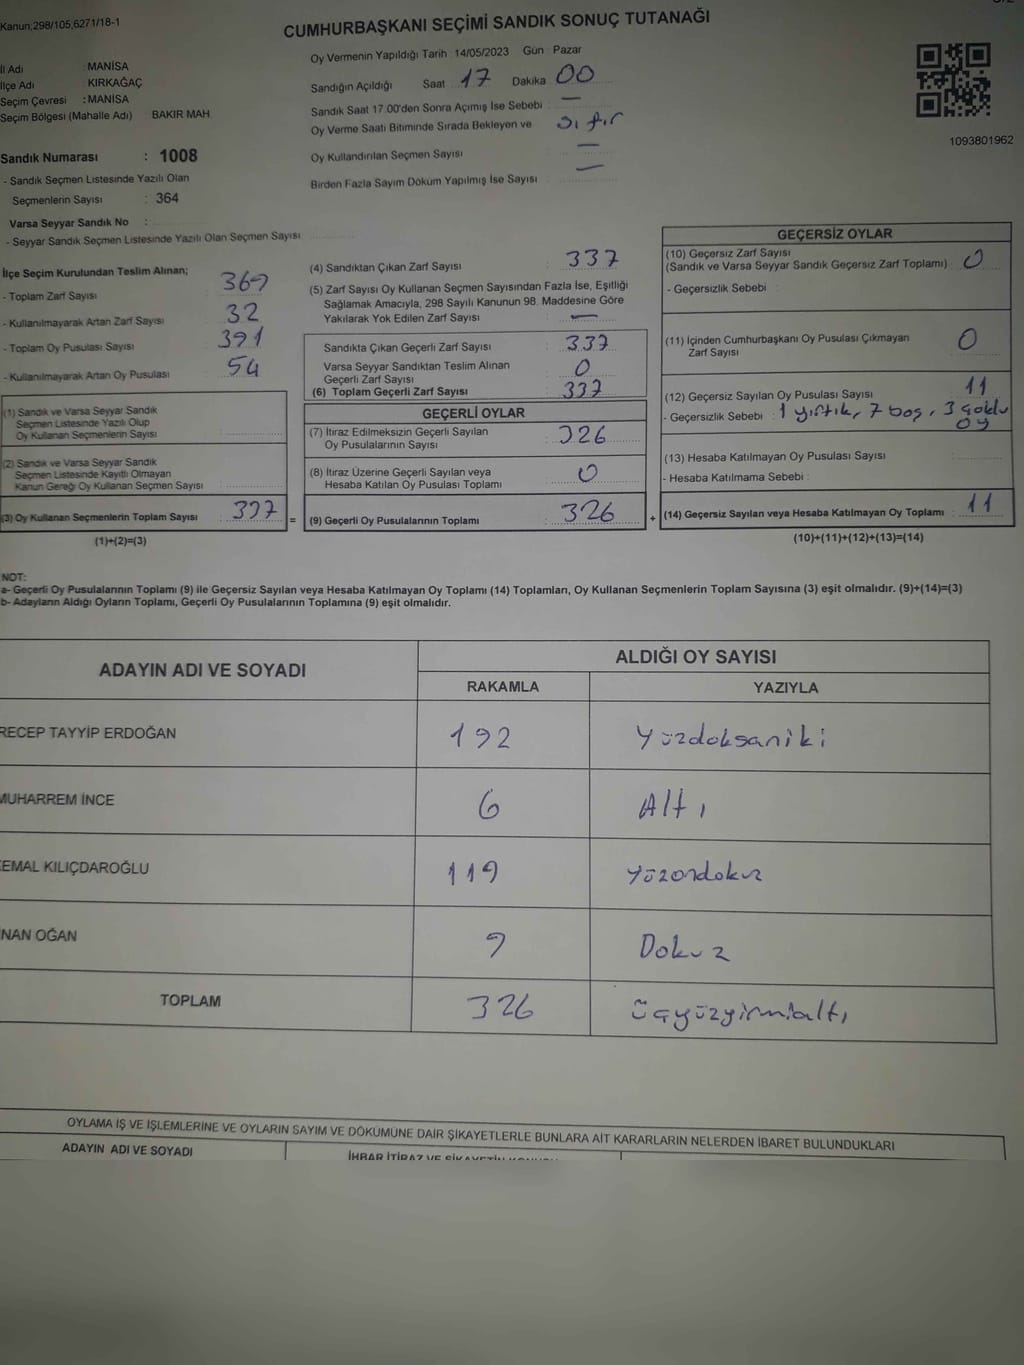 Kanun;298/105,6271/18-1
CUMHURBAŞKANI SEÇİMİ SANDIK SONUÇ TUTANAĞI
İl Adı : MANİSA
İlçe Adı : KIRKAĞAÇ
Seçim Çevresi : MANİSA
Seçim Bölgesi (Mahalle Adı) BAKIR MAH
Sandık Numarası : 1008
- Sandık Seçmen Listesinde Yazılı Olan
Seçmenlerin Sayısı : 364
Varsa Seyyar Sandık No :
- Seyyar Sandık Seçmen Listesinde Yazılı Olan Seçmen Sayısı
Oy Vermenin Yapıldığı Tarih : 14/05/2023 Gün : Pazar
Sandığın Açıldığı Saat 17 Dakika 00
Sandık Saat 17.00'den Sonra Açımış İse Sebebi : —
Oy Verme Saati Bitiminde Sırada Bekleyen ve sıfır
Oy Kullandırılan Seçmen Sayısı —
Birden Fazla Sayım Döküm Yapılmış İse Sayısı : —
1093801962
İlçe Seçim Kurulundan Teslim Alınan;
- Toplam Zarf Sayısı : 369
- Kullanılmayarak Artan Zarf Sayısı : 32
- Toplam Oy Pusulası Sayısı : 391
- Kullanılmayarak Artan Oy Pusulası : 54
(1) Sandık ve Varsa Seyyar Sandık
Seçmen Listesinde Yazılı Olup
Oy Kullanan Seçmenlerin Sayısı :
(2) Sandık ve Varsa Seyyar Sandık
Seçmen Listesinde Kayıtlı Olmayan
Kanun Gereği Oy Kullanan Seçmen Sayısı :
(3) Oy Kullanan Seçmenlerin Toplam Sayısı : 337 =
(1)+(2)=(3)
(4) Sandıktan Çıkan Zarf Sayısı : 337
(5) Zarf Sayısı Oy Kullanan Seçmen Sayısından Fazla İse, Eşitliği
Sağlamak Amacıyla, 298 Sayılı Kanunun 98. Maddesine Göre
Yakılarak Yok Edilen Zarf Sayısı : —
Sandıkta Çıkan Geçerli Zarf Sayısı : 337
Varsa Seyyar Sandıktan Teslim Alınan
Geçerli Zarf Sayısı : 0
(6) Toplam Geçerli Zarf Sayısı : 337
GEÇERLİ OYLAR
(7) İtiraz Edilmeksizin Geçerli Sayılan
Oy Pusulalarının Sayısı : 326
(8) İtiraz Üzerine Geçerli Sayılan veya
Hesaba Katılan Oy Pusulası Toplamı : 0
(9) Geçerli Oy Pusulalarının Toplamı : 326 +
GEÇERSİZ OYLAR
(10) Geçersiz Zarf Sayısı
(Sandık ve Varsa Seyyar Sandık Geçersiz Zarf Toplamı) : 0
- Geçersizlik Sebebi :
(11) İçinden Cumhurbaşkanı Oy Pusulası Çıkmayan
Zarf Sayısı : 0
(12) Geçersiz Sayılan Oy Pusulası Sayısı : 11
- Geçersizlik Sebebi : 1 yırtık, 7 boş, 3 çoklu
oy
(13) Hesaba Katılmayan Oy Pusulası Sayısı :
- Hesaba Katılmama Sebebi :
(14) Geçersiz Sayılan veya Hesaba Katılmayan Oy Toplamı : 11
(10)+(11)+(12)+(13)=(14)
NOT:
a- Geçerli Oy Pusulalarının Toplamı (9) ile Geçersiz Sayılan veya Hesaba Katılmayan Oy Toplamı (14) Toplamları, Oy Kullanan Seçmenlerin Toplam Sayısına (3) eşit olmalıdır. (9)+(14)=(3)
b- Adayların Aldığı Oyların Toplamı, Geçerli Oy Pusulalarının Toplamına (9) eşit olmalıdır.
ADAYIN ADI VE SOYADI
ALDIĞI OY SAYISI
RAKAMLA YAZIYLA
RECEP TAYYİP ERDOĞAN 192 Yüzdoksaniki
MUHARREM İNCE 6 Altı
KEMAL KILIÇDAROĞLU 119 Yüzondokuz
İNAN OĞAN 9 Dokuz
TOPLAM 326 üçyüzyirmialtı
OYLAMA İŞ VE İŞLEMLERİNE VE OYLARIN SAYIM VE DÖKÜMÜNE DAİR ŞİKAYETLERLE BUNLARA AİT KARARLARIN NELERDEN İBARET BULUNDUKLARI
ADAYIN ADI VE SOYADI İHBAR İTİRAZ VE ŞİKAYETİN KONUSU